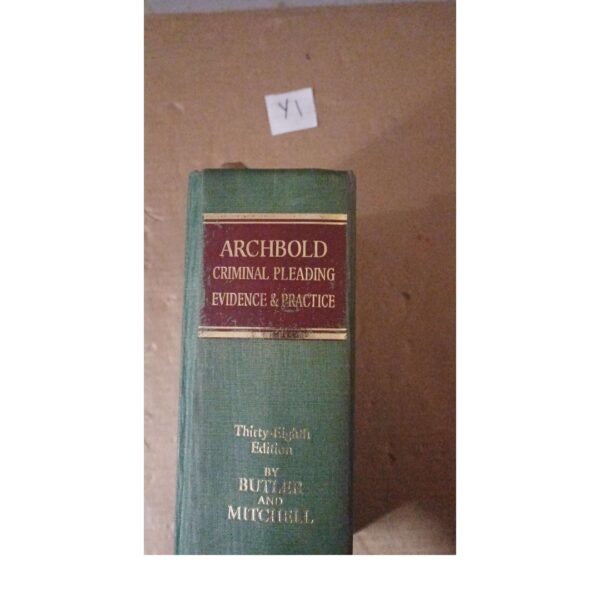 Y1
ARCHBOLD
CRIMINAL PLEADING
EVIDENCE & PRACTICE
Thirty-Eighth
Edition
BY
BUTLER
AND
MITCHELL